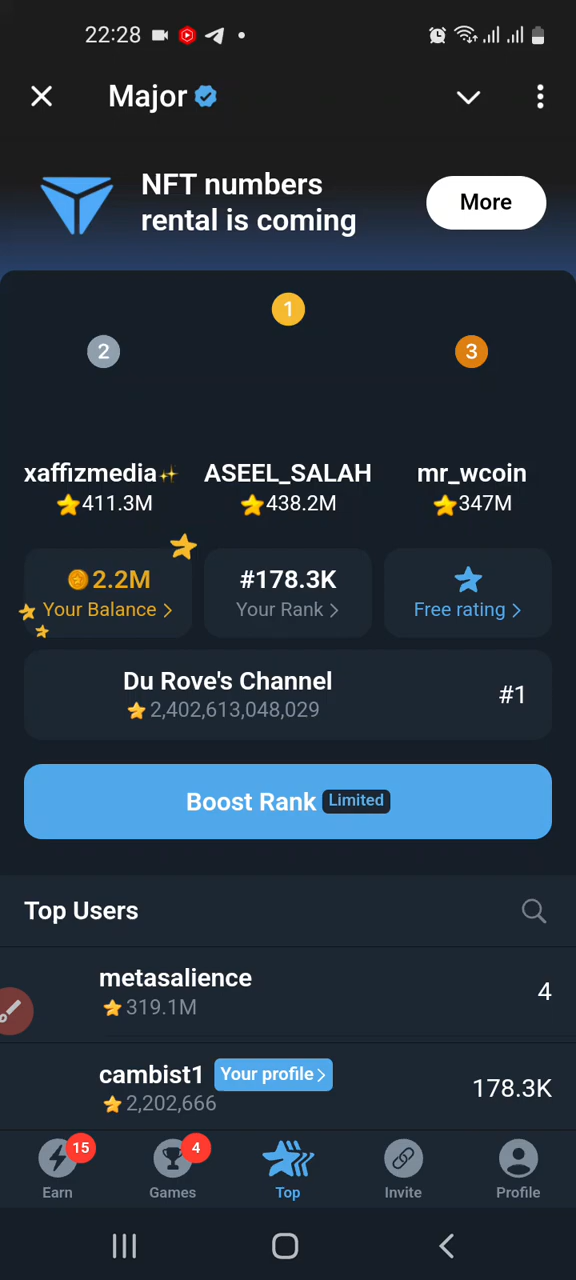 22:28
Major
NFT numbers
rental is coming
More
1
2
3
xaffizmedia✨ ASEEL_SALAH mr_wcoin
411.3M 438.2M 347M
2.2M #178.3K
Your Balance > Your Rank > Free rating >
Du Rove's Channel
2,402,613,048,029
#1
Boost Rank Limited
Top Users
metasalience
319.1M
4
cambist1 Your profile >
2,202,666
178.3K
15 4
Earn Games Top Invite Profile